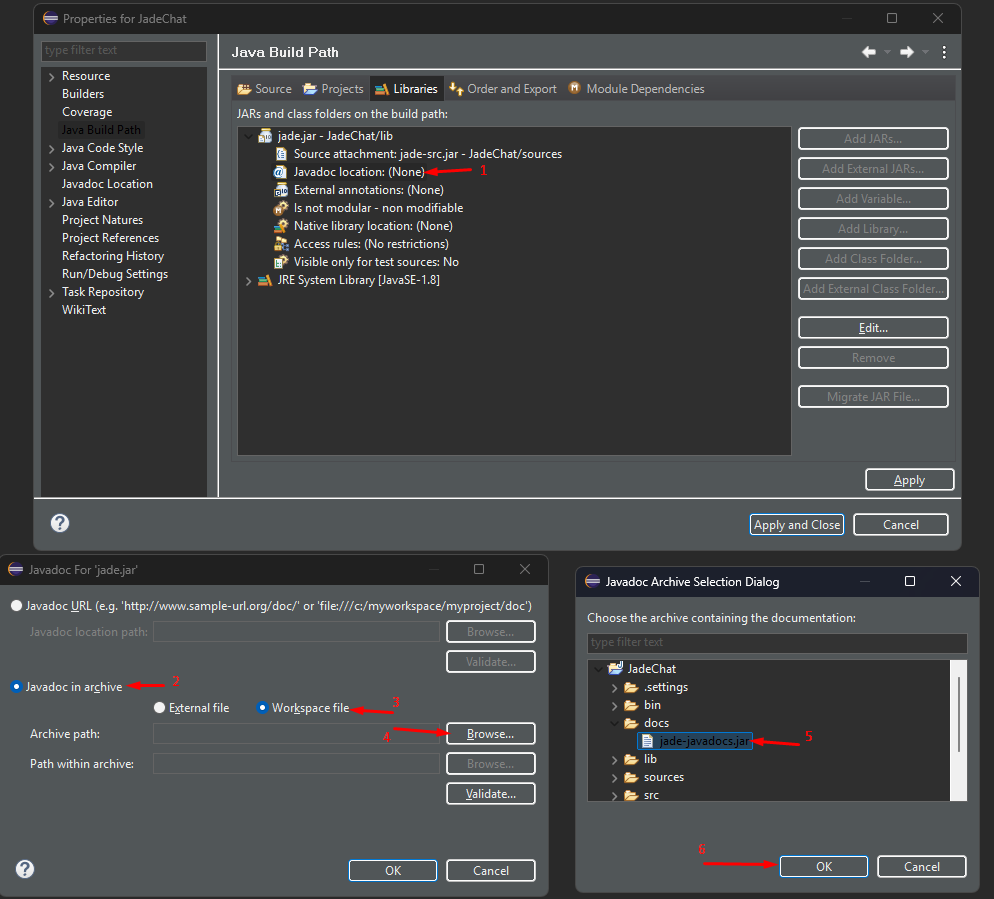 Properties for JadeChat
type filter text
Resource
Builders
Coverage
Java Build Path
Java Code Style
Java Compiler
Javadoc Location
Java Editor
Project Natures
Project References
Refactoring History
Run/Debug Settings
Task Repository
WikiText
Java Build Path
Source Projects Libraries Order and Export Module Dependencies
JARs and class folders on the build path:
jade.jar - JadeChat/lib
Source attachment: jade-src.jar - JadeChat/sources
Javadoc location: (None) 1
External annotations: (None)
Is not modular - non modifiable
Native library location: (None)
Access rules: (No restrictions)
Visible only for test sources: No
JRE System Library [JavaSE-1.8]
Add JARs...
Add External JARs...
Add Variable...
Add Library...
Add Class Folder...
Add External Class Folder...
Edit...
Remove
Migrate JAR File...
Apply
Apply and Close Cancel
Javadoc For 'jade.jar'
Javadoc URL (e.g. 'http://www.sample-url.org/doc/' or 'file:///c:/myworkspace/myproject/doc')
Javadoc location path: Browse...
Validate...
Javadoc in archive 2
External file Workspace file 3
Archive path: 4 Browse...
Path within archive: Browse...
Validate...
OK Cancel
Javadoc Archive Selection Dialog
Choose the archive containing the documentation:
type filter text
JadeChat
.settings
bin
docs
jade-javadocs.jar 5
lib
sources
src
OK Cancel